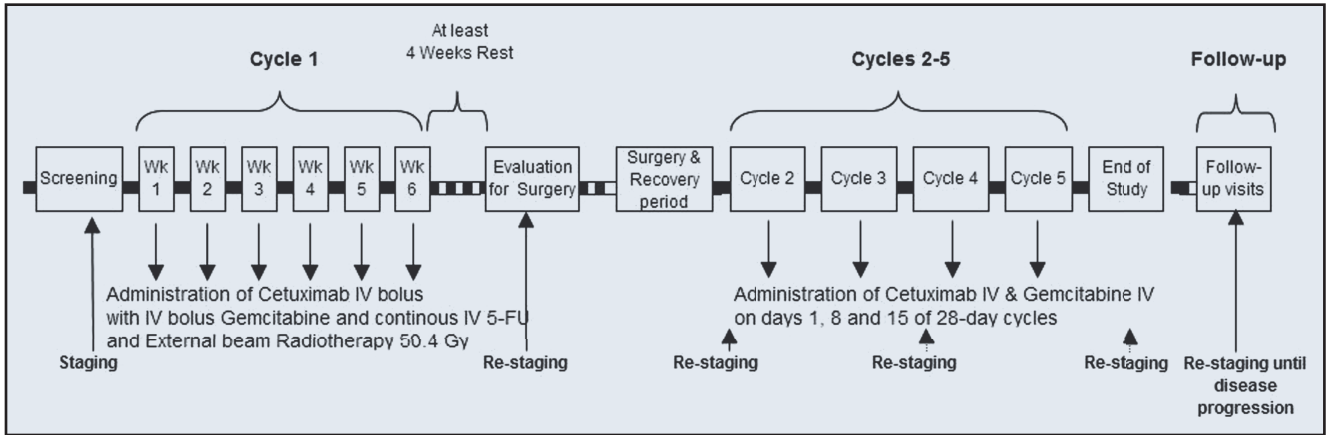 At least
4 Weeks Rest
Cycle 1
Cycles 2-5
Follow-up
Screening
Wk
1
Wk
2
Wk
3
Wk
4
Wk
5
Wk
6
Evaluation
for Surgery
Surgery &
Recovery
period
Cycle 2
Cycle 3
Cycle 4
Cycle 5
End of
Study
Follow-
up visits
Administration of Cetuximab IV bolus
with IV bolus Gemcitabine and continous IV 5-FU
and External beam Radiotherapy 50.4 Gy
Administration of Cetuximab IV & Gemcitabine IV
on days 1, 8 and 15 of 28-day cycles
Staging
Re-staging
Re-staging
Re-staging
Re-staging
Re-staging until
disease
progression